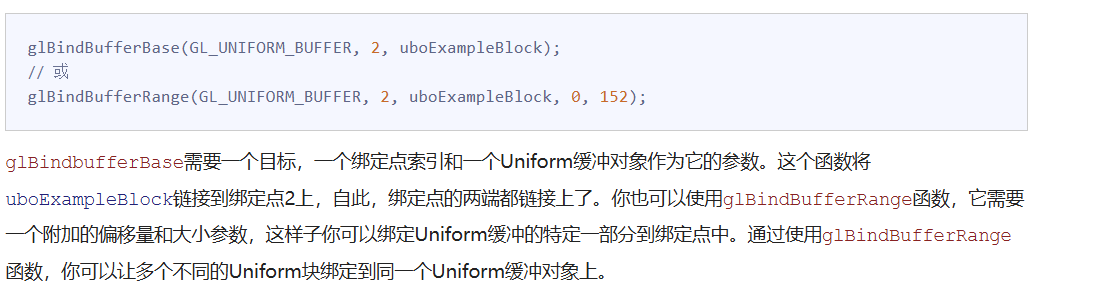 glBindBufferBase(GL_UNIFORM_BUFFER, 2, uboExampleBlock);
// 或
glBindBufferRange(GL_UNIFORM_BUFFER, 2, uboExampleBlock, 0, 152);
glBindbufferBase需要一个目标，一个绑定点索引和一个Uniform缓冲对象作为它的参数。这个函数将
uboExampleBlock链接到绑定点2上，自此，绑定点的两端都链接上了。你也可以使用glBindBufferRange函数，它需要
一个附加的偏移量和大小参数，这样子你可以绑定Uniform缓冲的特定一部分到绑定点中。通过使用glBindBufferRange
函数，你可以让多个不同的Uniform块绑定到同一个Uniform缓冲对象上。